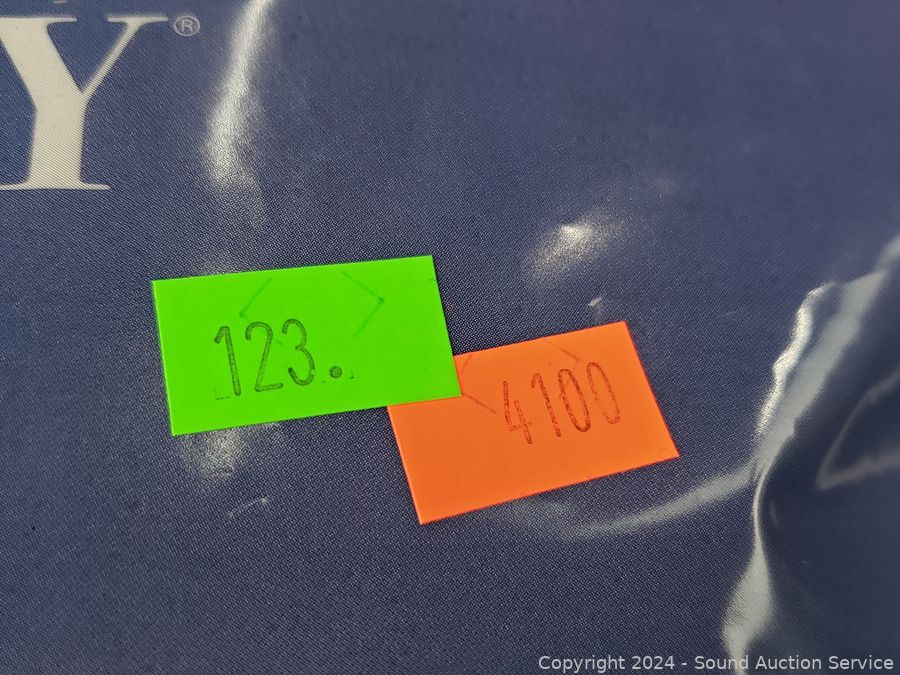 Y®
123.
4100
Copyright 2024 - Sound Auction Service